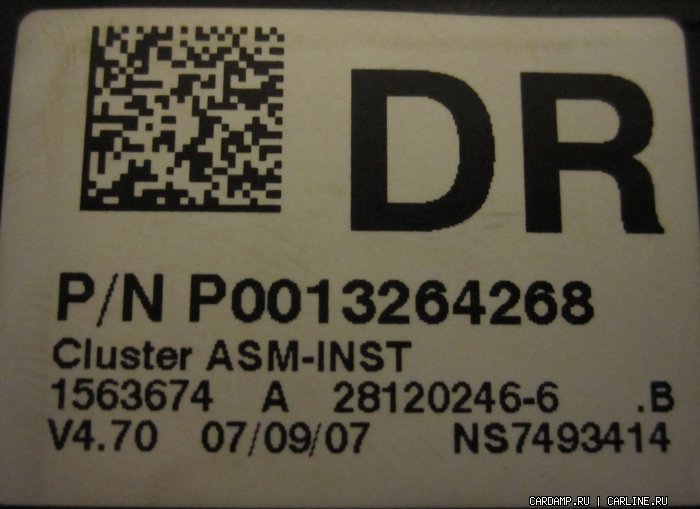 DR
P/N P0013264268
Cluster ASM-INST
1563674 A 28120246-6 .B
V4.70 07/09/07 NS7493414
CARDAMP.RU | CARLINE.RU